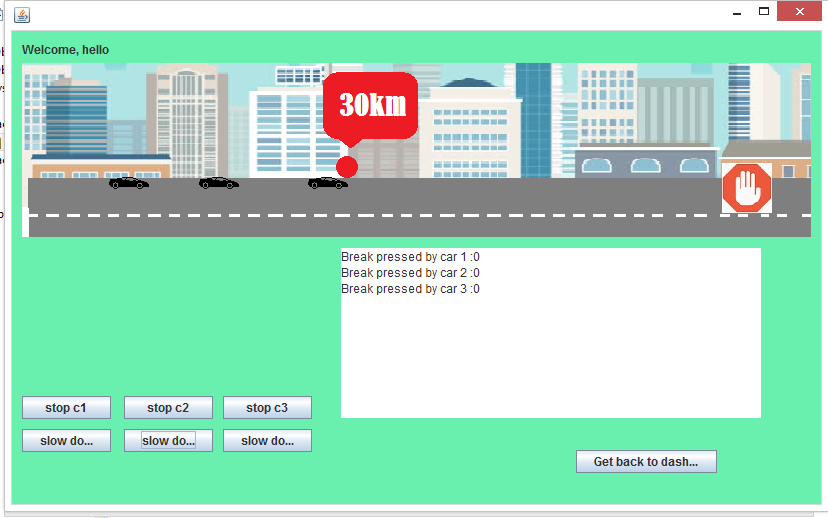 Welcome, hello
30km
Break pressed by car 1 :0
Break pressed by car 2 :0
Break pressed by car 3 :0
stop c1
stop c2
stop c3
slow do...
slow do...
slow do...
Get back to dash...